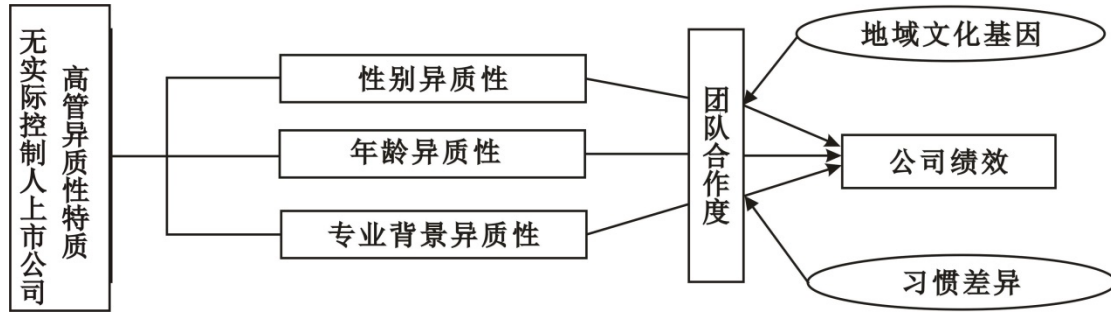 无实际控制人上市公司
高管异质性特质
性别异质性
年龄异质性
专业背景异质性
团队合作度
地域文化基因
公司绩效
习惯差异